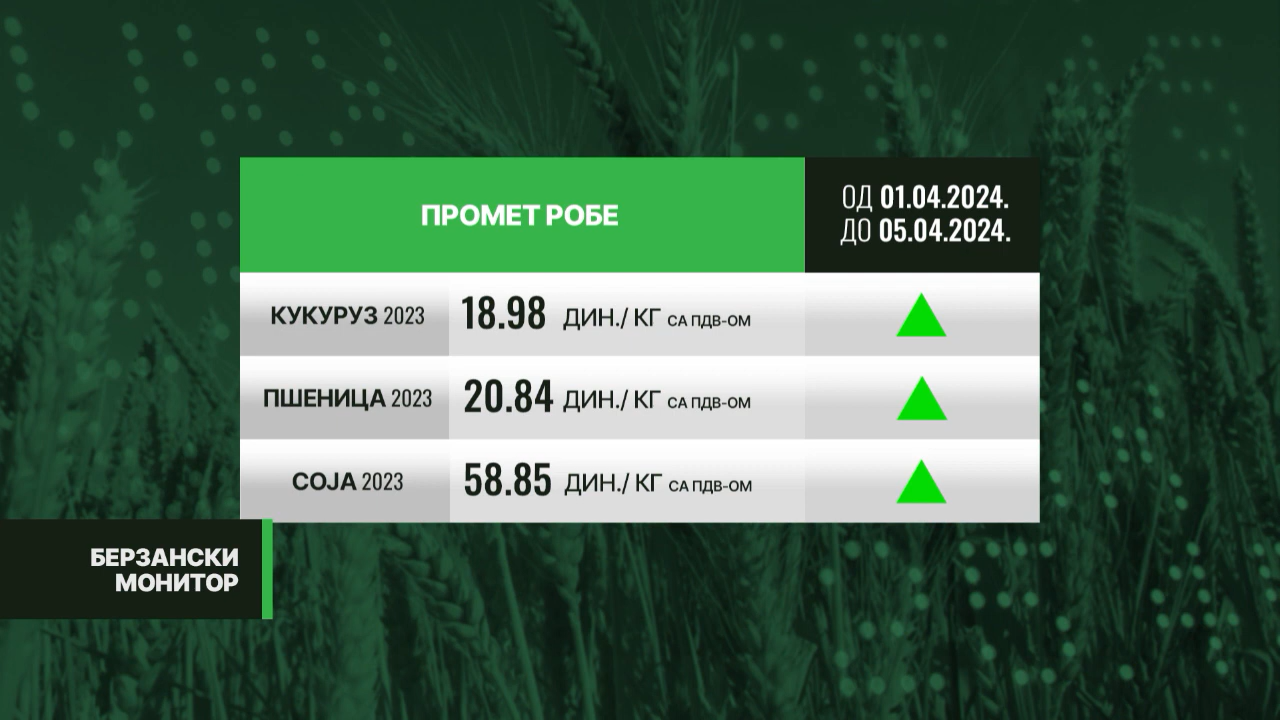 ПРОМЕТ РОБЕ
ОД 01.04.2024.
ДО 05.04.2024.
КУКУРУЗ 2023 18.98 ДИН./ КГ СА ПДВ-ОМ
ПШЕНИЦА 2023 20.84 ДИН./ КГ СА ПДВ-ОМ
СОЈА 2023 58.85 ДИН./ КГ СА ПДВ-ОМ
БЕРЗАНСКИ
МОНИТОР